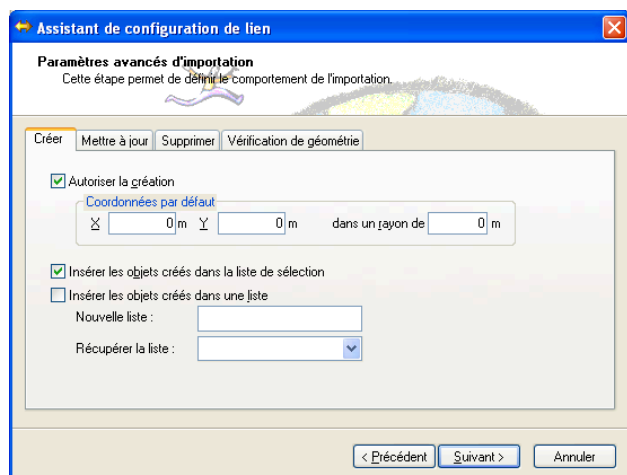 Assistant de configuration de lien
Paramètres avancés d'importation
Cette étape permet de définir le comportement de l'importation.
Créer Mettre à jour Supprimer Vérification de géométrie
Autoriser la création
Coordonnées par défaut
X 0 m Y 0 m dans un rayon de 0 m
Insérer les objets créés dans la liste de sélection
Insérer les objets créés dans une liste
Nouvelle liste :
Récupérer la liste :
< Précédent Suivant > Annuler